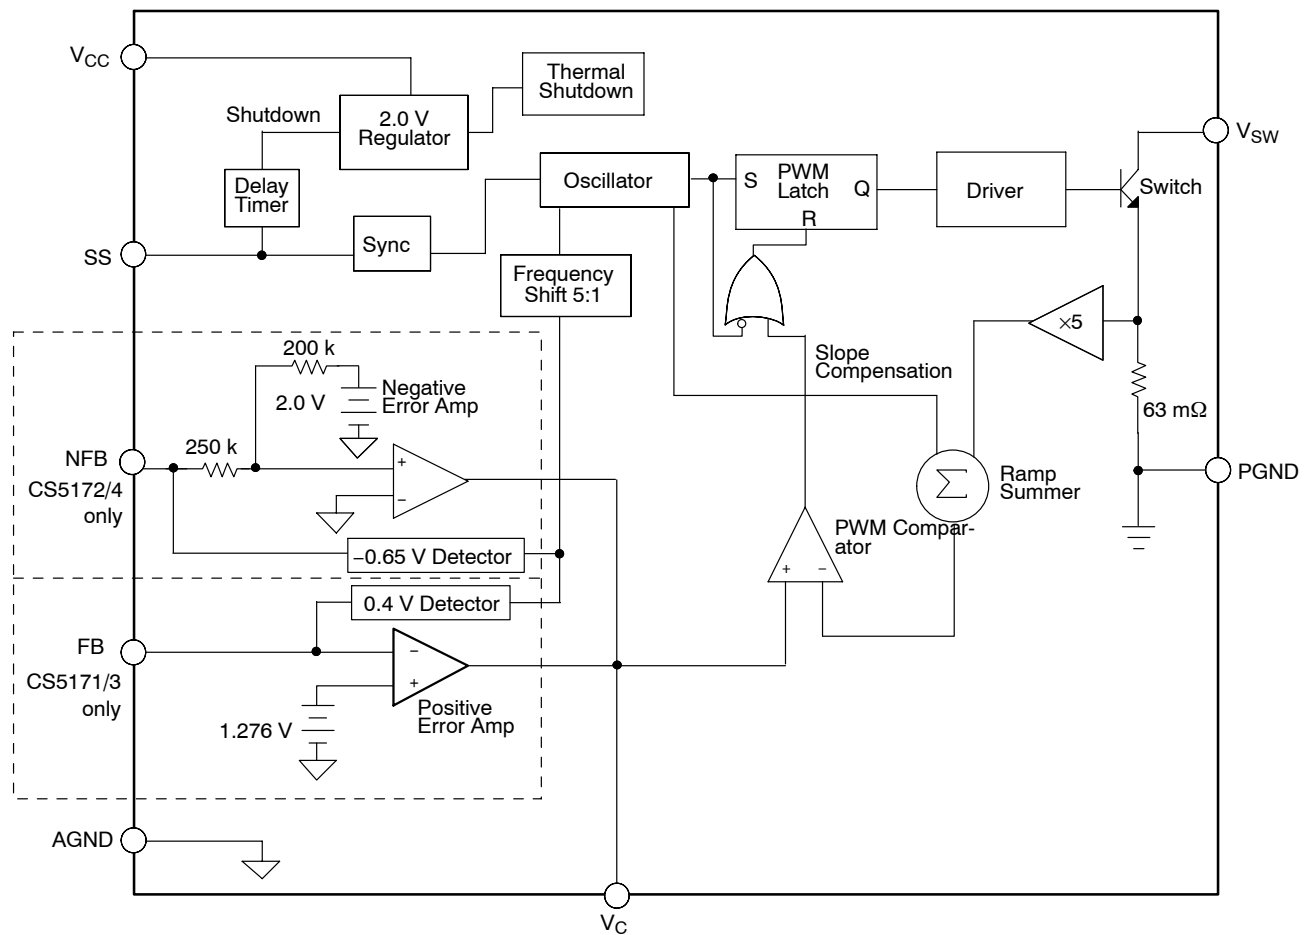 VCC
Thermal
Shutdown
Shutdown
2.0 V
Regulator
VSW
Delay
Timer
Oscillator
S
PWM
Latch
Q
R
Driver
Switch
SS
Sync
Frequency
Shift 5:1
×5
200 k
2.0 V
Negative
Error Amp
Slope
Compensation
63 mΩ
250 k
NFB
CS5172/4
only
+
−
Σ
Ramp
Summer
PGND
PWM Compar-
ator
−0.65 V Detector
+
−
0.4 V Detector
FB
CS5171/3
only
−
+
Positive
Error Amp
1.276 V
AGND
VC